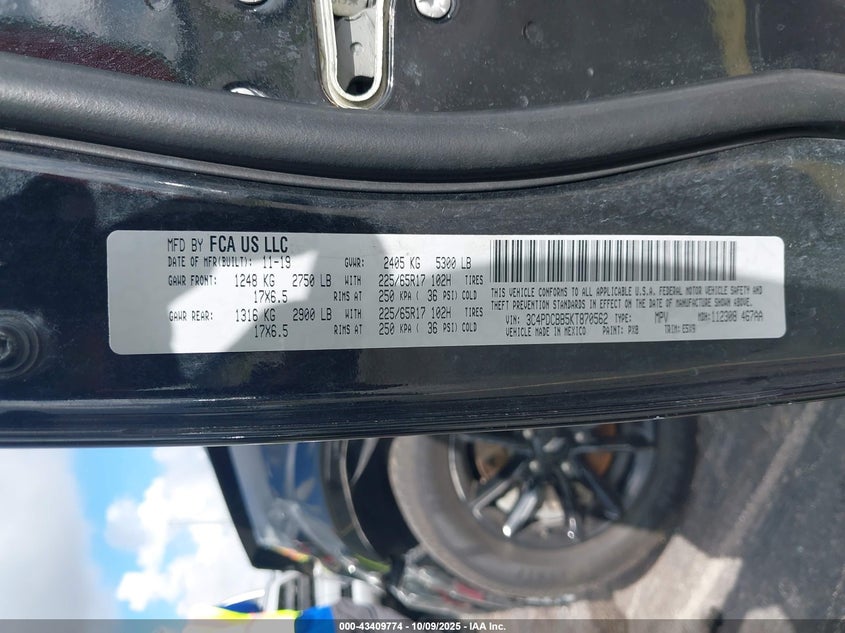 MFD BY FCA US LLC
DATE OF MFR(BUILT): 11-19 GVWR: 2405 KG 5300 LB
GAWR FRONT: 1248 KG 2750 LB WITH 225/65R17 102H TIRES
17X6.5 RIMS AT 250 KPA ( 36 PSI) COLD
GAWR REAR: 1316 KG 2900 LB WITH 225/65R17 102H TIRES
17X6.5 RIMS AT 250 KPA ( 36 PSI) COLD
THIS VEHICLE CONFORMS TO ALL APPLICABLE U.S.A. FEDERAL MOTOR VEHICLE SAFETY AND
THEFT PREVENTION STANDARDS IN EFFECT ON THE DATE OF MANUFACTURE SHOWN ABOVE.
VIN: 3C4PDCBB5KT870562 TYPE: MPV MDH: 112308 467AA
VEHICLE MADE IN MEXICO PAINT: PXB TRIM: E5X9
000-43409774 - 10/09/2025 - IAA Inc.